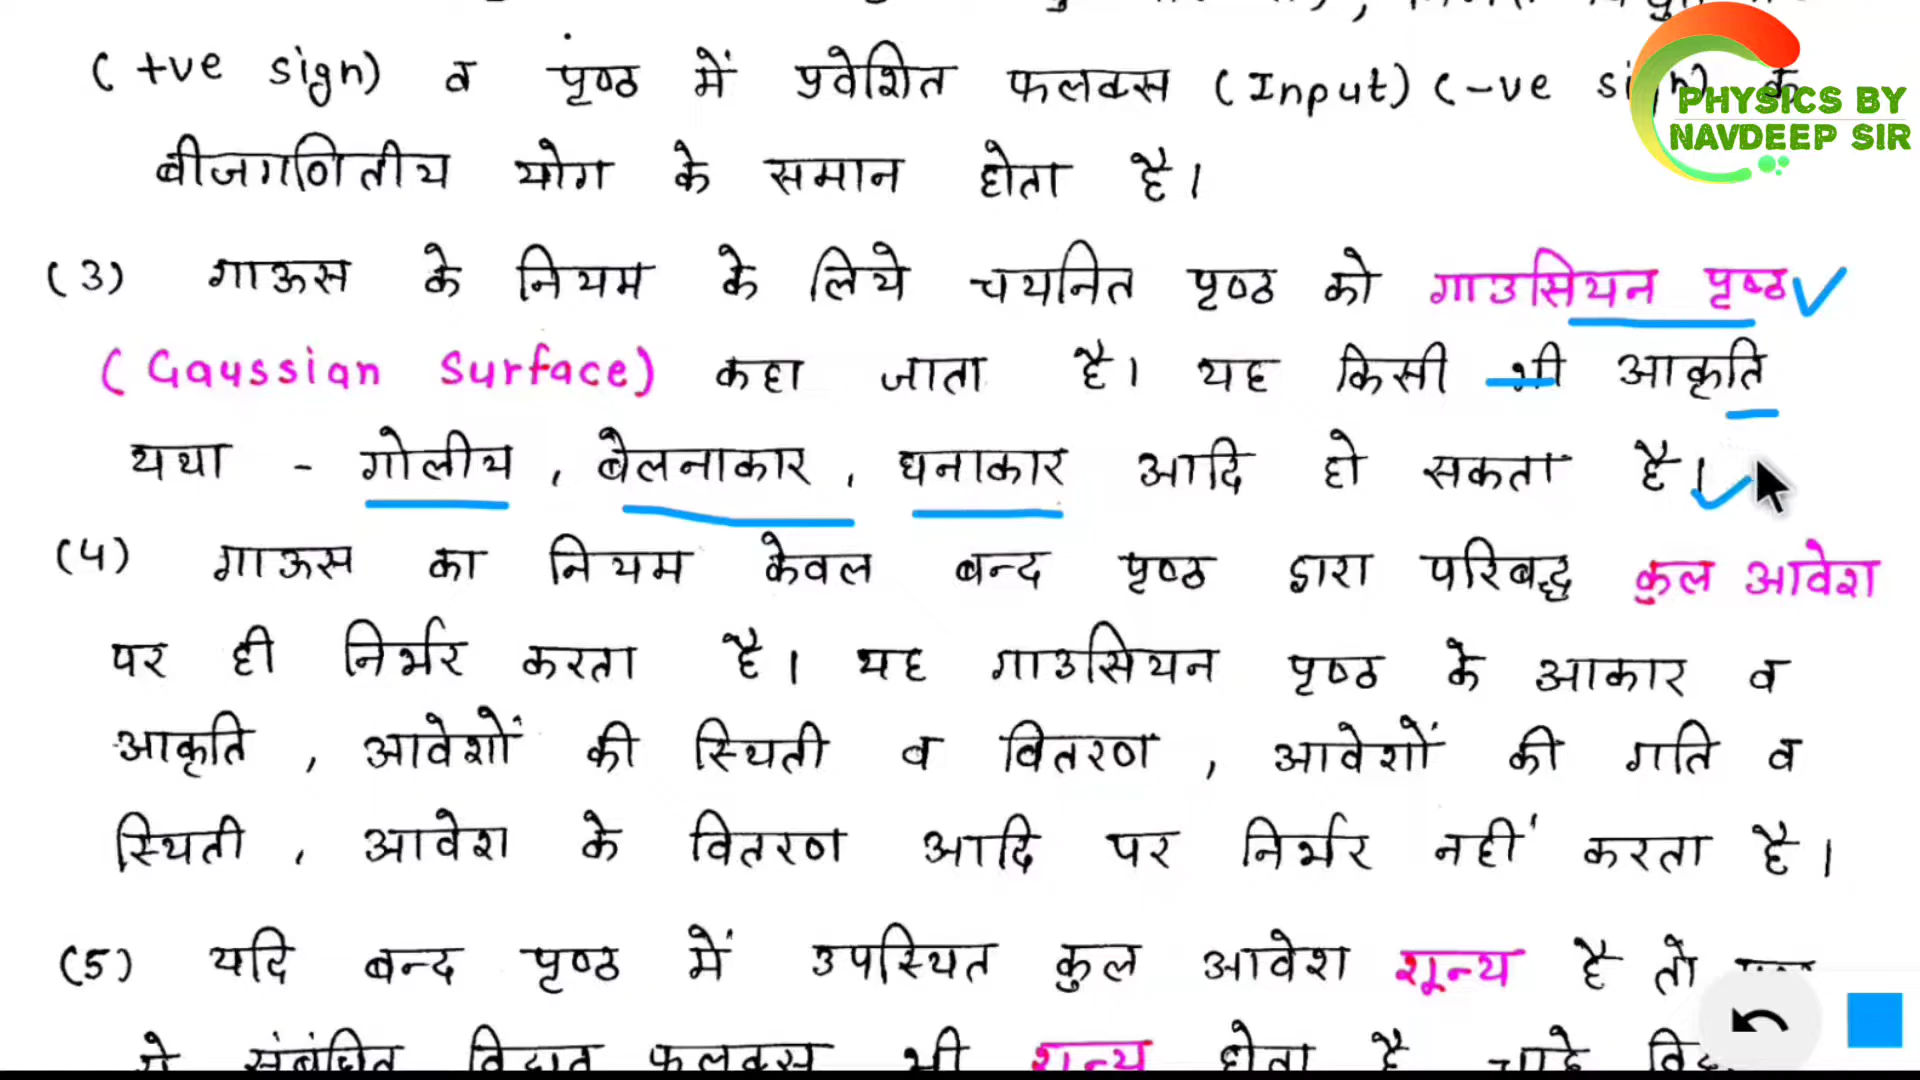 (+ve sign) व पृष्ठ में प्रवेशित फलक्स (Input) (-ve sign) के
बीजगणितीय योग के समान होता है।
(3) गाऊस के नियम के लिये चयनित पृष्ठ को गाउसियन पृष्ठ
(Gaussian Surface) कहा जाता है। यह किसी भी आकृति
यथा - गोलीय, बेलनाकार, घनाकार आदि हो सकता है।
(4) गाऊस का नियम केवल बन्द पृष्ठ द्वारा परिबद्ध कुल आवेश
पर ही निर्भर करता है। यह गाउसियन पृष्ठ के आकार व
आकृति, आवेशों की स्थिती व वितरण, आवेशों की गति व
स्थिती, आवेश के वितरण आदि पर निर्भर नहीं करता है।
(5) यदि बन्द पृष्ठ में उपस्थित कुल आवेश शून्य है तो
से संबंधित विद्युत फलक्स भी शून्य होता है चाहे
PHYSICS BY
NAVDEEP SIR